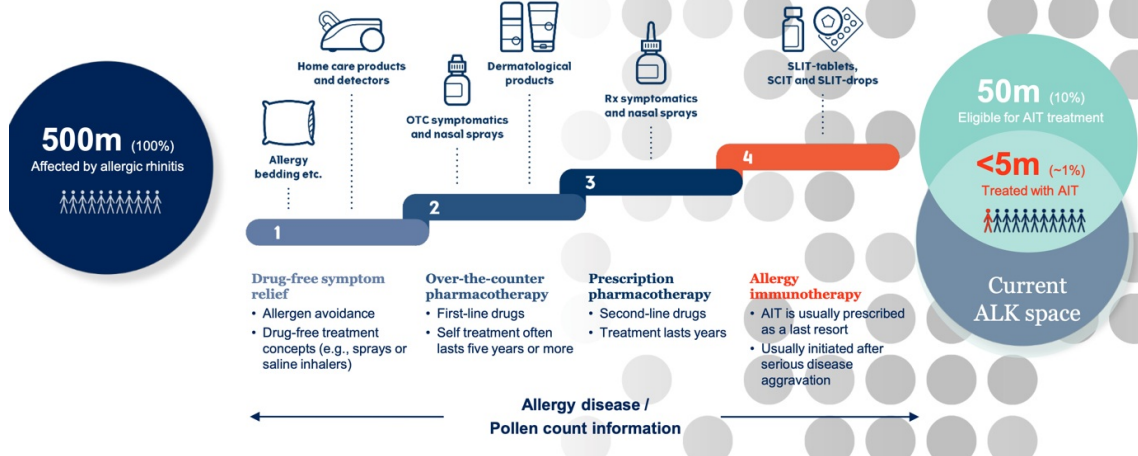 500m (100%)
Affected by allergic rhinitis
Allergy
bedding etc.
Home care products
and detectors
OTC symptomatics
and nasal sprays
Dermatological
products
Rx symptomatics
and nasal sprays
SLIT-tablets,
SCIT and SLIT-drops
1
2
3
4
Drug-free symptom
relief
• Allergen avoidance
• Drug-free treatment
concepts (e.g., sprays or
saline inhalers)
Over-the-counter
pharmacotherapy
• First-line drugs
• Self treatment often
lasts five years or more
Prescription
pharmacotherapy
• Second-line drugs
• Treatment lasts years
Allergy
immunotherapy
• AIT is usually prescribed
as a last resort
• Usually initiated after
serious disease
aggravation
Allergy disease /
Pollen count information
50m (10%)
Eligible for AIT treatment
<5m (~1%)
Treated with AIT
Current
ALK space